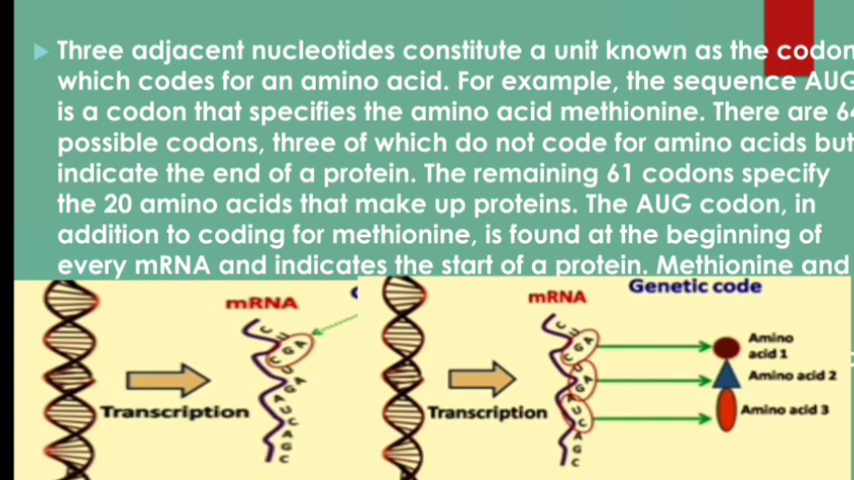 Three adjacent nucleotides constitute a unit known as the codon
which codes for an amino acid. For example, the sequence AUG
is a codon that specifies the amino acid methionine. There are 64
possible codons, three of which do not code for amino acids but
indicate the end of a protein. The remaining 61 codons specify
the 20 amino acids that make up proteins. The AUG codon, in
addition to coding for methionine, is found at the beginning of
every mRNA and indicates the start of a protein. Methionine and
mRNA
Transcription
mRNA
Transcription
Genetic code
Amino
acid 1
Amino acid 2
Amino acid 3